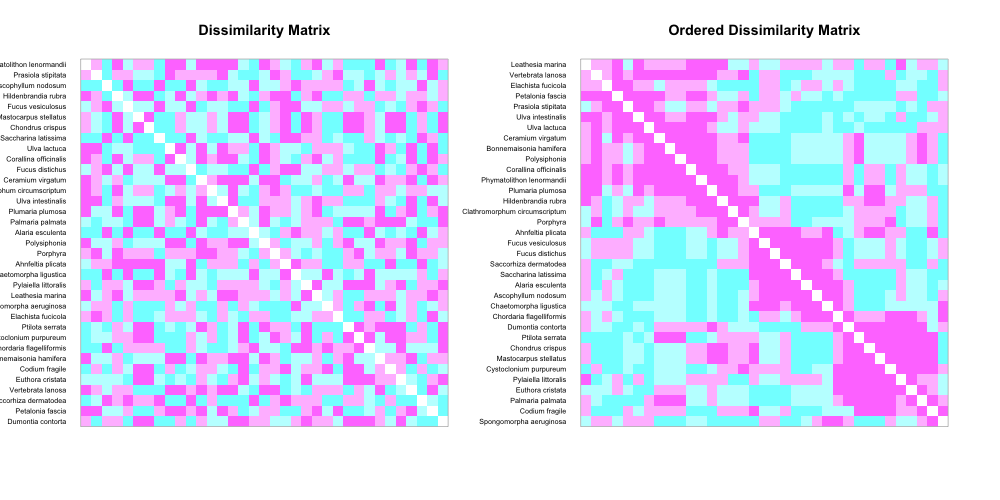 Dissimilarity Matrix
atolithon lenormandii
Prasiola stipitata
scophyllum nodosum
Hildenbrandia rubra
Fucus vesiculosus
Mastocarpus stellatus
Chondrus crispus
Saccharina latissima
Ulva lactuca
Corallina officinalis
Fucus distichus
Ceramium virgatum
phum circumscriptum
Ulva intestinalis
Plumaria plumosa
Palmaria palmata
Alaria esculenta
Polysiphonia
Porphyra
Ahnfeltia plicata
aetomorpha ligustica
Pylaiella littoralis
Leathesia marina
omorpha aeruginosa
Elachista fucicola
Ptilota serrata
toclonium purpureum
hordaria flagelliformis
nemaisonia hamifera
Codium fragile
Euthora cristata
Vertebrata lanosa
ccorhiza dermatodea
Petalonia fascia
Dumontia contorta
Ordered Dissimilarity Matrix
Leathesia marina
Vertebrata lanosa
Elachista fucicola
Petalonia fascia
Prasiola stipitata
Ulva intestinalis
Ulva lactuca
Ceramium virgatum
Bonnemaisonia hamifera
Polysiphonia
Corallina officinalis
Phymatolithon lenormandii
Plumaria plumosa
Hildenbrandia rubra
Clathromorphum circumscriptum
Porphyra
Ahnfeltia plicata
Fucus vesiculosus
Fucus distichus
Saccorhiza dermatodea
Saccharina latissima
Alaria esculenta
Ascophyllum nodosum
Chaetomorpha ligustica
Chordaria flagelliformis
Dumontia contorta
Ptilota serrata
Chondrus crispus
Mastocarpus stellatus
Cystoclonium purpureum
Pylaiella littoralis
Euthora cristata
Palmaria palmata
Codium fragile
Spongomorpha aeruginosa